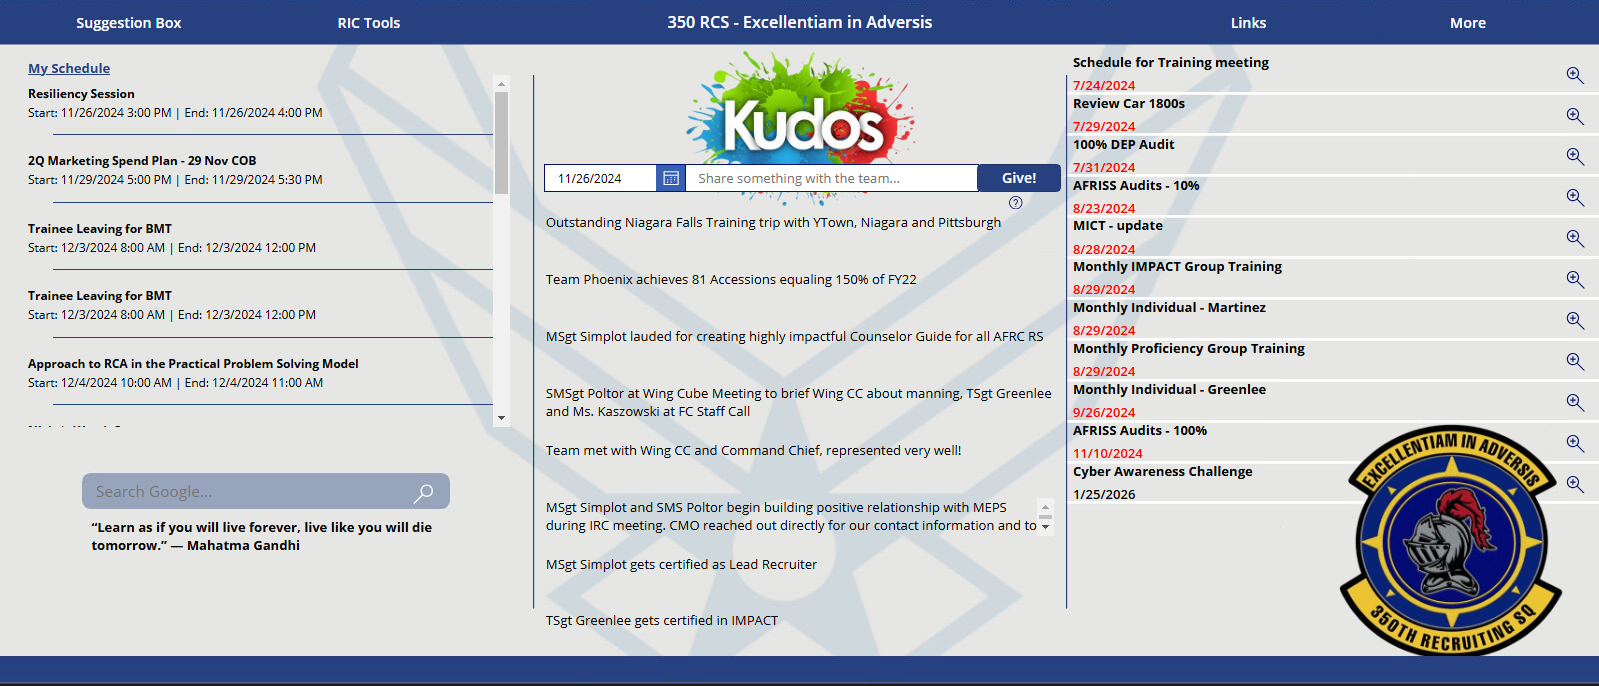 Suggestion Box
RIC Tools
350 RCS - Excellentiam in Adversis
Links
More
My Schedule
Resiliency Session
Start: 11/26/2024 3:00 PM | End: 11/26/2024 4:00 PM
2Q Marketing Spend Plan - 29 Nov COB
Start: 11/29/2024 5:00 PM | End: 11/29/2024 5:30 PM
Trainee Leaving for BMT
Start: 12/3/2024 8:00 AM | End: 12/3/2024 12:00 PM
Trainee Leaving for BMT
Start: 12/3/2024 8:00 AM | End: 12/3/2024 12:00 PM
Approach to RCA in the Practical Problem Solving Model
Start: 12/4/2024 10:00 AM | End: 12/4/2024 11:00 AM
Search Google...
“Learn as if you will live forever, live like you will die
tomorrow.” — Mahatma Gandhi
Kudos
11/26/2024
Share something with the team...
Give!
Outstanding Niagara Falls Training trip with YTown, Niagara and Pittsburgh
Team Phoenix achieves 81 Accessions equaling 150% of FY22
MSgt Simplot lauded for creating highly impactful Counselor Guide for all AFRC RS
SMSgt Poltor at Wing Cube Meeting to brief Wing CC about manning, TSgt Greenlee
and Ms. Kaszowski at FC Staff Call
Team met with Wing CC and Command Chief, represented very well!
MSgt Simplot and SMS Poltor begin building positive relationship with MEPS
during IRC meeting. CMO reached out directly for our contact information and to
MSgt Simplot gets certified as Lead Recruiter
TSgt Greenlee gets certified in IMPACT
Schedule for Training meeting
7/24/2024
Review Car 1800s
7/29/2024
100% DEP Audit
7/31/2024
AFRISS Audits - 10%
8/23/2024
MICT - update
8/28/2024
Monthly IMPACT Group Training
8/29/2024
Monthly Individual - Martinez
8/29/2024
Monthly Proficiency Group Training
8/29/2024
Monthly Individual - Greenlee
9/26/2024
AFRISS Audits - 100%
11/10/2024
Cyber Awareness Challenge
1/25/2026
EXCELLENTIAM IN ADVERSIS
350TH RECRUITING SQ